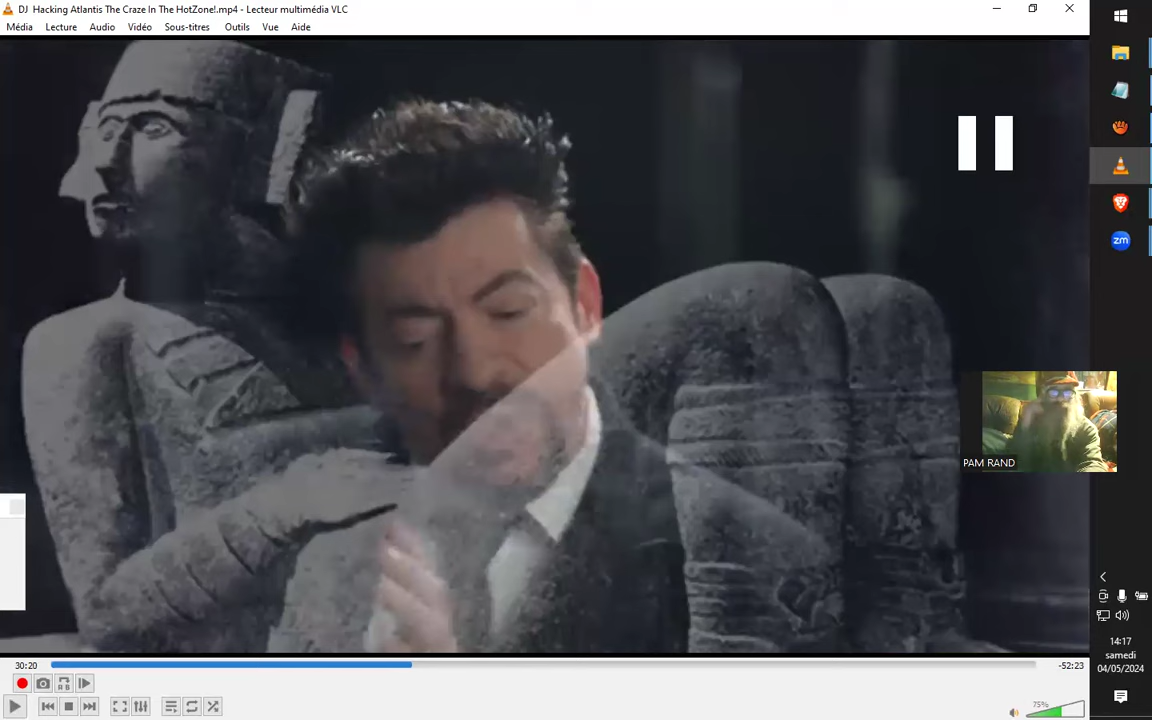 DJ Hacking Atlantis The Craze In The HotZone!.mp4 - Lecteur multimédia VLC
Média Lecture Audio Vidéo Sous-titres Outils Vue Aide
zm
PAM RAND
30:20
-52:23
75%
14:17
samedi
04/05/2024